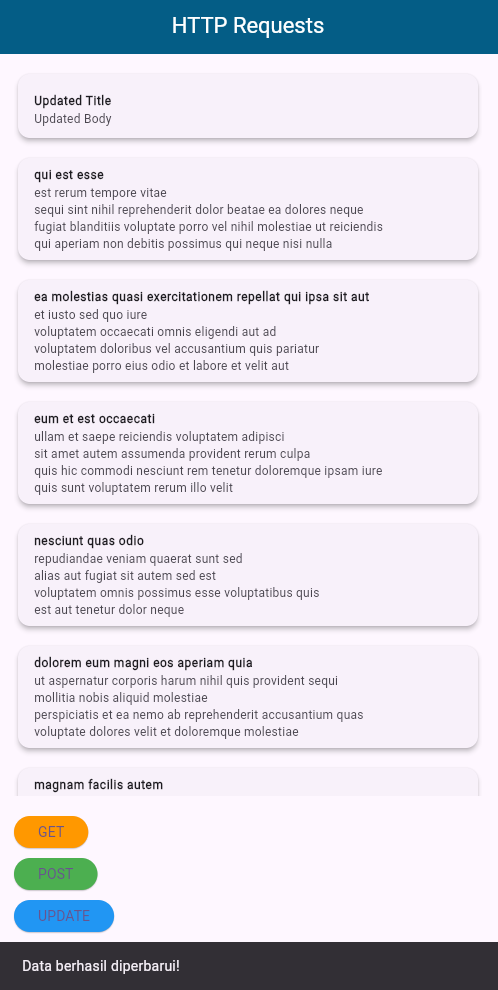 HTTP Requests
Updated Title
Updated Body
qui est esse
est rerum tempore vitae
sequi sint nihil reprehenderit dolor beatae ea dolores neque
fugiat blanditiis voluptate porro vel nihil molestiae ut reiciendis
qui aperiam non debitis possimus qui neque nisi nulla
ea molestias quasi exercitationem repellat qui ipsa sit aut
et iusto sed quo iure
voluptatem occaecati omnis eligendi aut ad
voluptatem doloribus vel accusantium quis pariatur
molestiae porro eius odio et labore et velit aut
eum et est occaecati
ullam et saepe reiciendis voluptatem adipisci
sit amet autem assumenda provident rerum culpa
quis hic commodi nesciunt rem tenetur doloremque ipsam iure
quis sunt voluptatem rerum illo velit
nesciunt quas odio
repudiandae veniam quaerat sunt sed
alias aut fugiat sit autem sed est
voluptatem omnis possimus esse voluptatibus quis
est aut tenetur dolor neque
dolorem eum magni eos aperiam quia
ut aspernatur corporis harum nihil quis provident sequi
mollitia nobis aliquid molestiae
perspiciatis et ea nemo ab reprehenderit accusantium quas
voluptate dolores velit et doloremque molestiae
magnam facilis autem
GET
POST
UPDATE
Data berhasil diperbarui!